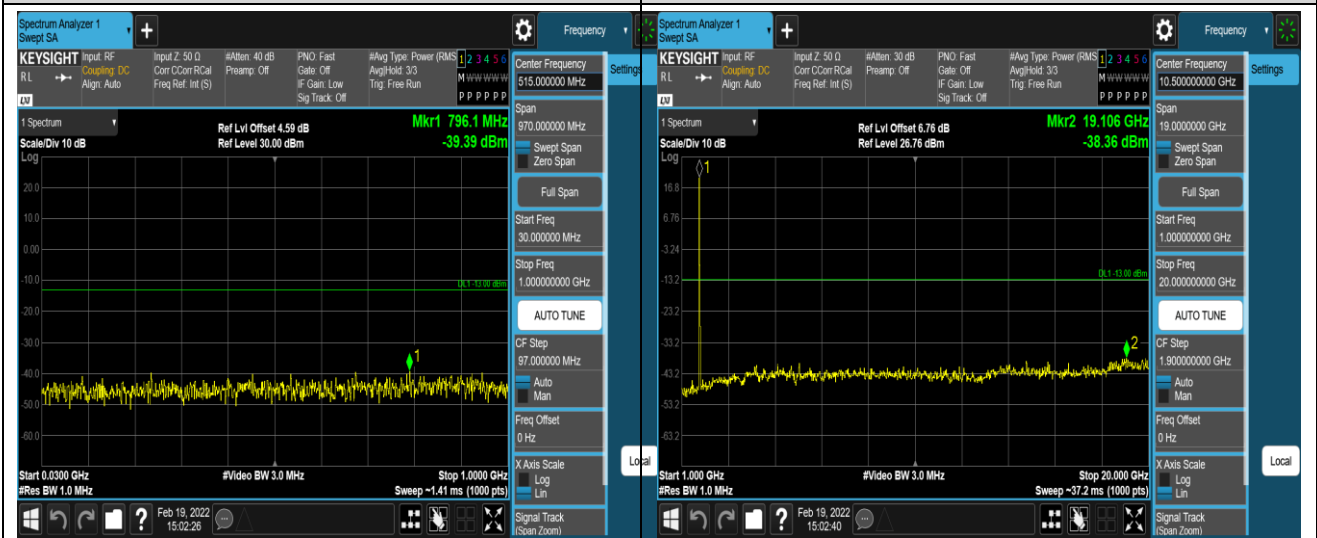 Spectrum Analyzer 1
Swept SA
+
Frequency
KEYSIGHT
RL
LXI
Input: RF
Coupling: DC
Align: Auto
Input Z: 50 Ω
Corr CCorr RCal
Freq Ref: Int (S)
#Atten: 40 dB
Preamp: Off
PNO: Fast
Gate: Off
IF Gain: Low
Sig Track: Off
#Avg Type: Power (RMS
Avg|Hold: 3/3
Trig: Free Run
1 2 3 4 5 6
M W W W W W
P P P P P P
1 Spectrum
Scale/Div 10 dB
Log
Ref Lvl Offset 4.59 dB
Ref Level 30.00 dBm
Mkr1 796.1 MHz
-39.39 dBm
20.0
10.0
0.00
-10.0
-20.0
-30.0
-40.0
-50.0
-60.0
DL1 -13.00 dBm
1
Start 0.0300 GHz
#Res BW 1.0 MHz
#Video BW 3.0 MHz
Stop 1.0000 GHz
Sweep ~1.41 ms (1000 pts)
Center Frequency
515.000000 MHz
Span
970.000000 MHz
Swept Span
Zero Span
Full Span
Start Freq
30.000000 MHz
Stop Freq
1.000000000 GHz
AUTO TUNE
CF Step
97.000000 MHz
Auto
Man
Freq Offset
0 Hz
X Axis Scale
Log
Lin
Signal Track
(Span Zoom)
Settings
Local
?
Feb 19, 2022
15:02:26
Spectrum Analyzer 1
Swept SA
+
Frequency
KEYSIGHT
RL
LXI
Input: RF
Coupling: DC
Align: Auto
Input Z: 50 Ω
Corr CCorr RCal
Freq Ref: Int (S)
#Atten: 30 dB
Preamp: Off
PNO: Fast
Gate: Off
IF Gain: Low
Sig Track: Off
#Avg Type: Power (RMS
Avg|Hold: 3/3
Trig: Free Run
1 2 3 4 5 6
M W W W W W
P P P P P P
1 Spectrum
Scale/Div 10 dB
Log
Ref Lvl Offset 6.76 dB
Ref Level 26.76 dBm
Mkr2 19.106 GHz
-38.36 dBm
16.8
6.76
-3.24
-13.2
-23.2
-33.2
-43.2
-53.2
-63.2
DL1 -13.00 dBm
1
2
Start 1.000 GHz
#Res BW 1.0 MHz
#Video BW 3.0 MHz
Stop 20.000 GHz
Sweep ~37.2 ms (1000 pts)
Center Frequency
10.500000000 GHz
Span
19.0000000 GHz
Swept Span
Zero Span
Full Span
Start Freq
1.000000000 GHz
Stop Freq
20.000000000 GHz
AUTO TUNE
CF Step
1.900000000 GHz
Auto
Man
Freq Offset
0 Hz
X Axis Scale
Log
Lin
Signal Track
(Span Zoom)
Settings
Local
?
Feb 19, 2022
15:02:40